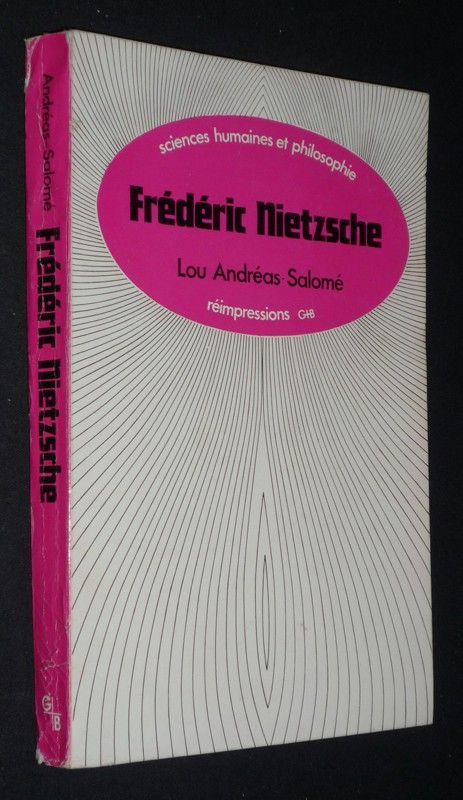 sciences humaines et philosophie
Frédéric Nietzsche
Lou Andréas-Salomé
réimpressions G+B
Andréas-Salomé
Frédéric Nietzsche
G+B